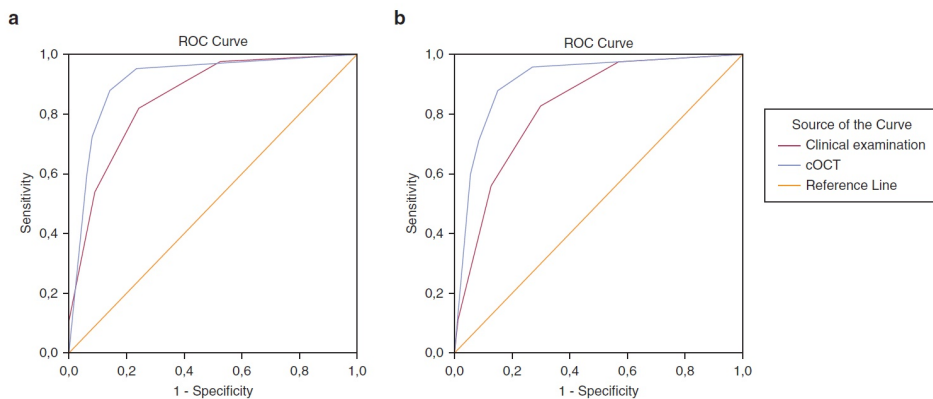 a
ROC Curve
1,0
0,8
0,6
0,4
0,2
0,0
Sensitivity
0,0 0,2 0,4 0,6 0,8 1,0
1 - Specificity
b
ROC Curve
1,0
0,8
0,6
0,4
0,2
0,0
Sensitivity
0,0 0,2 0,4 0,6 0,8 1,0
1 - Specificity
Source of the Curve
Clinical examination
cOCT
Reference Line